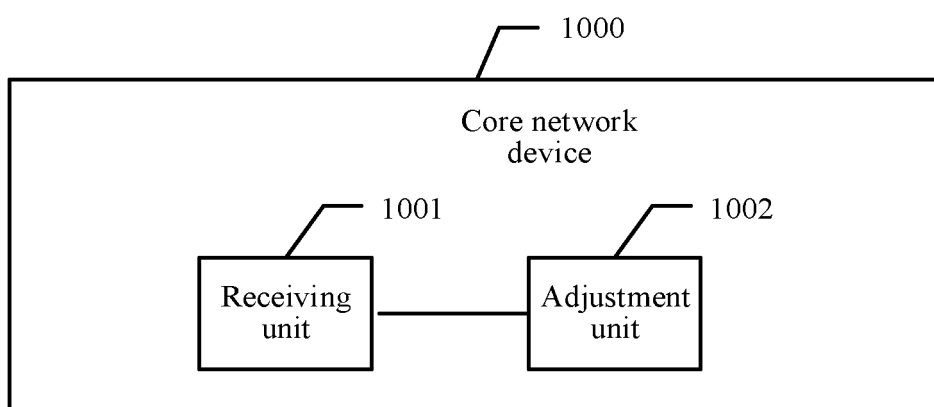 1000
Core network
device
1001
1002
Receiving
unit
Adjustment
unit